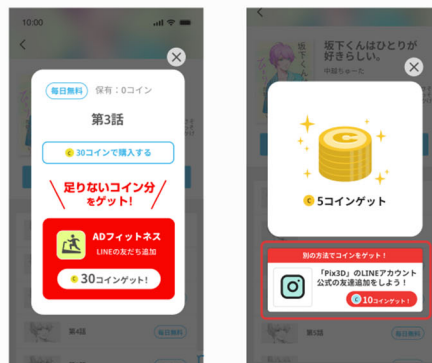 10:00
毎日無料 保有：0コイン
第3話
C 30コインで購入する
足りないコイン分
をゲット!
ADフィットネス
LINEの友だち追加
C 30コインゲット!
第4話 毎日無料
坂下くん
坂下くんはひとりが
好きらしい。
C
C 5コインゲット
別の方法でコインをゲット！
「Pix3D」のLINEアカウント
公式の友達追加をしよう！
C 10コインゲット！
第5話 毎日無料